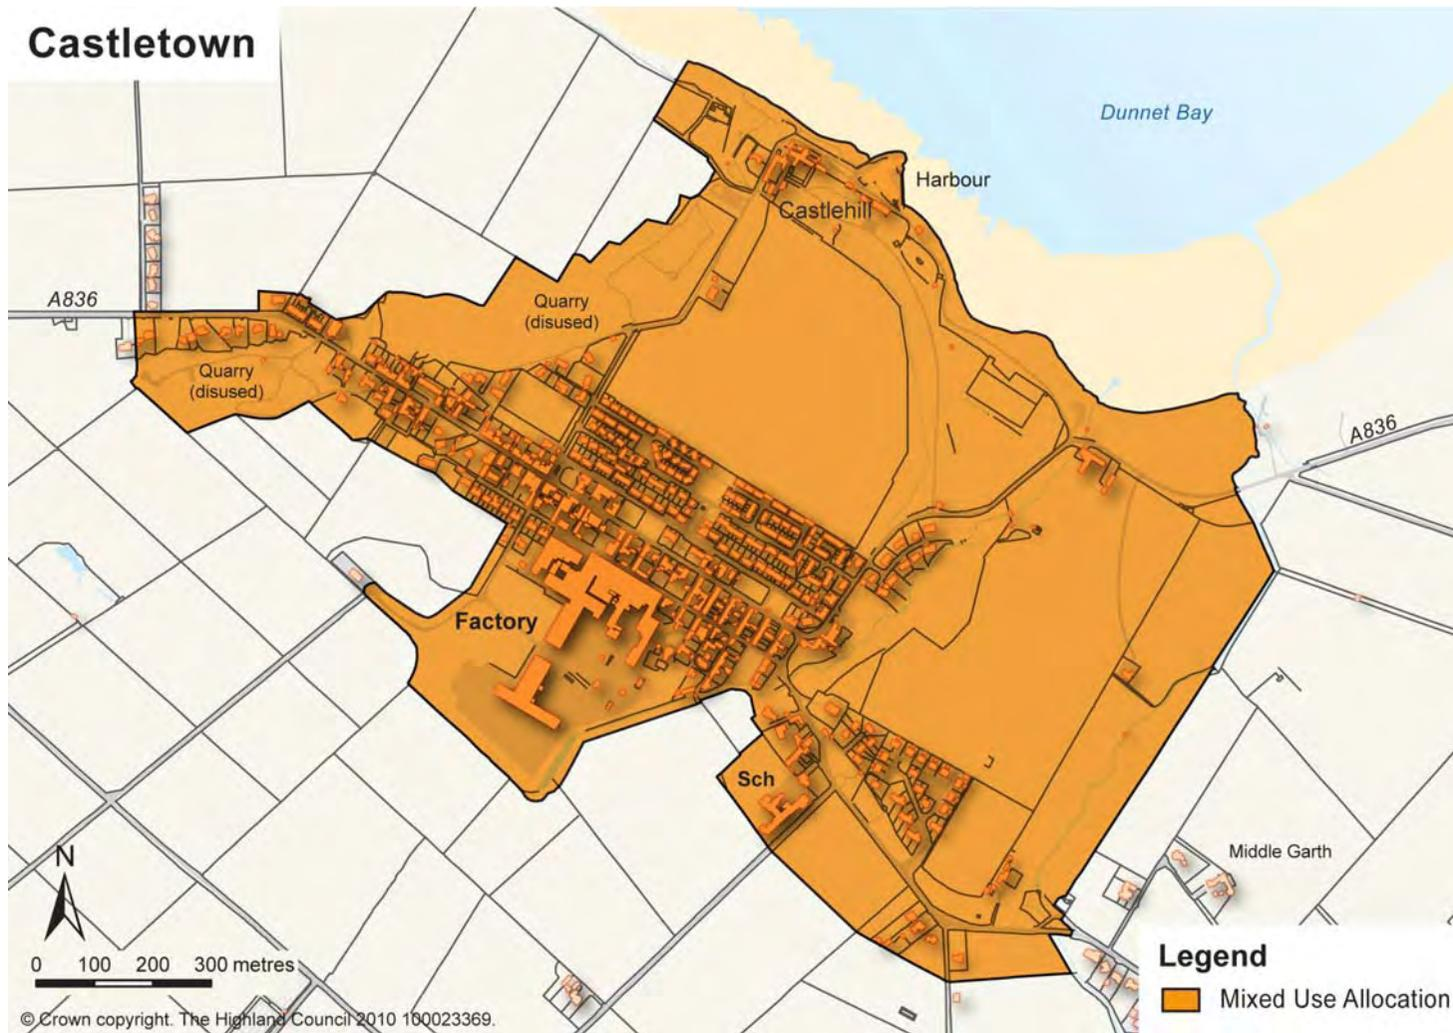 Castletown
Dunnet Bay
Harbour
Castlehill
A836
Quarry
(disused)
Quarry
(disused)
A836
Factory
Sch
Middle Garth
N
0 100 200 300 metres
Legend
Mixed Use Allocation
© Crown copyright. The Highland Council 2010 100023369.